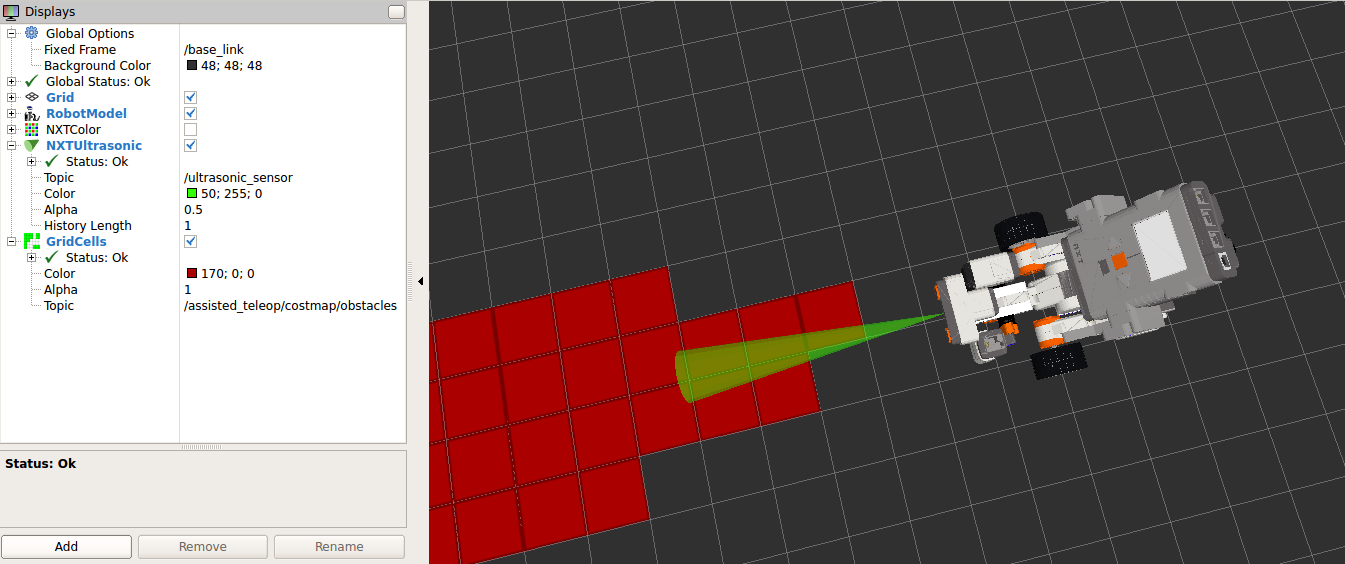 Displays
Global Options
Fixed Frame /base_link
Background Color 48; 48; 48
Global Status: Ok
Grid
RobotModel
NXTColor
NXTUltrasonic
Status: Ok
Topic /ultrasonic_sensor
Color 50; 255; 0
Alpha 0.5
History Length 1
GridCells
Status: Ok
Color 170; 0; 0
Alpha 1
Topic /assisted_teleop/costmap/obstacles
Status: Ok
Add Remove Rename
NXT